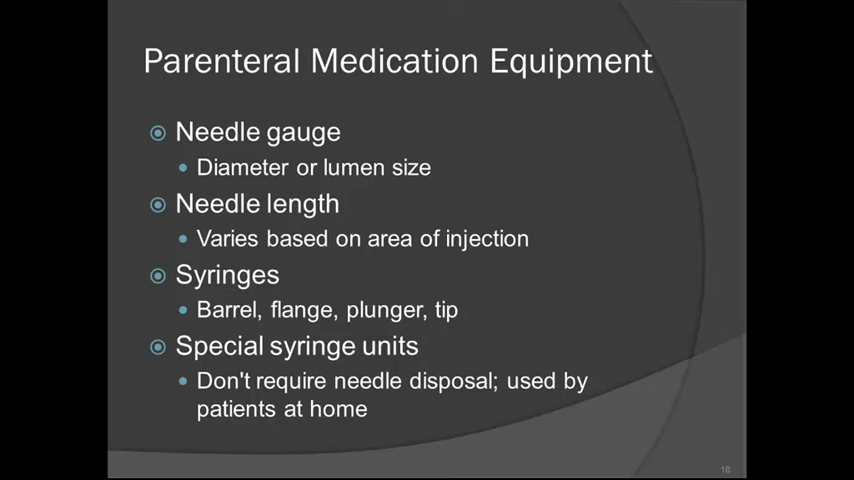 Parenteral Medication Equipment
Needle gauge
Diameter or lumen size
Needle length
Varies based on area of injection
Syringes
Barrel, flange, plunger, tip
Special syringe units
Don't require needle disposal; used by
patients at home
18